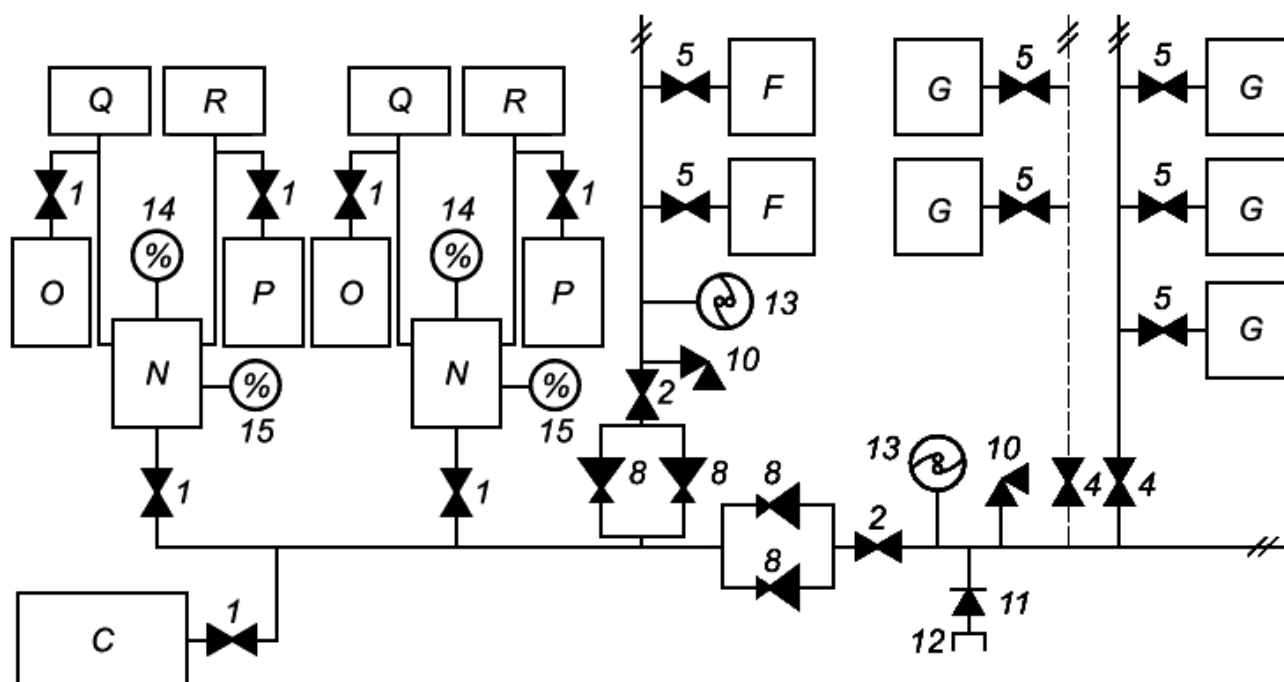 5 5 5
Q R Q R F G G
1 1 1 1
14 14 5 5 5
% % F G G
O P O P
13 5
N N 10 G
% % 2
15 15
1 1 8 8 8 13 10 4 4
2
8
1 11
C 12